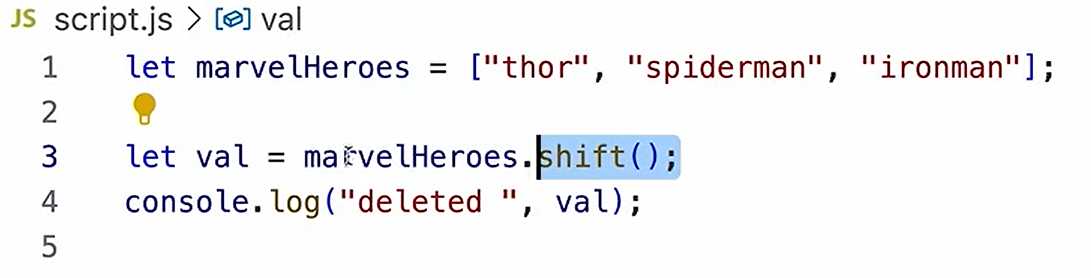 JS script.js > val
1 let marvelHeroes = ["thor", "spiderman", "ironman"];
2
3 let val = marvelHeroes.shift();
4 console.log("deleted ", val);
5